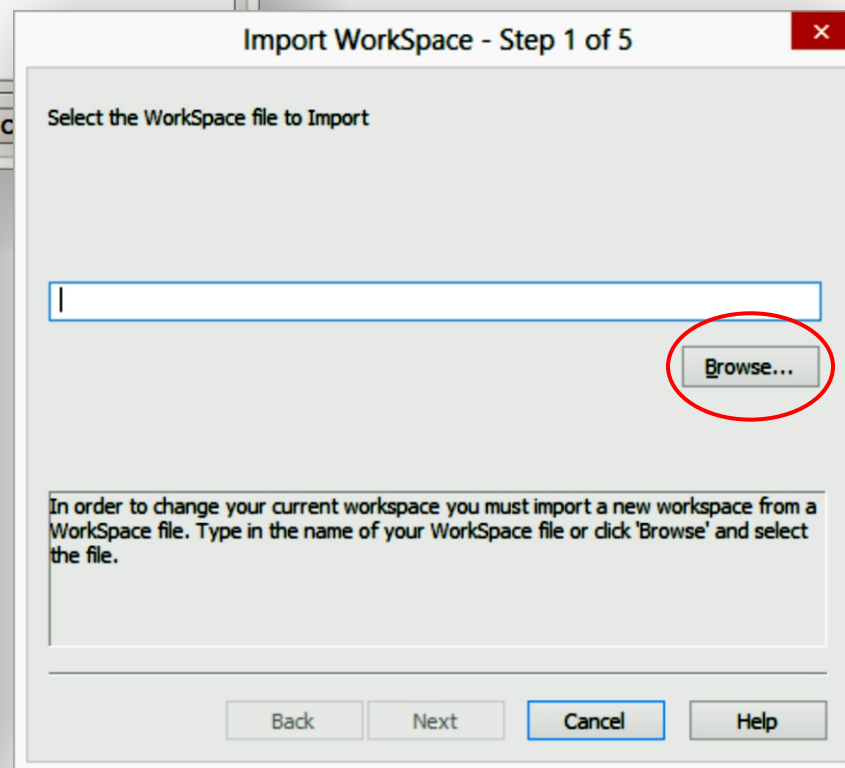 Import WorkSpace - Step 1 of 5
Select the WorkSpace file to Import
Browse...
In order to change your current workspace you must import a new workspace from a
WorkSpace file. Type in the name of your WorkSpace file or click 'Browse' and select
the file.
Back Next Cancel Help